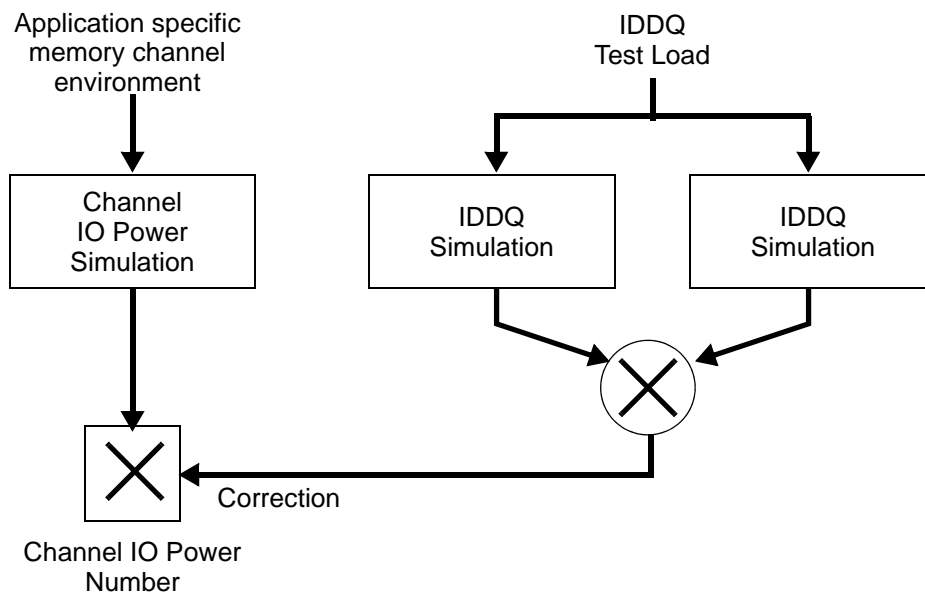 Application specific
memory channel
environment
IDDQ
Test Load
Channel
IO Power
Simulation
IDDQ
Simulation
IDDQ
Simulation
Correction
Channel IO Power
Number